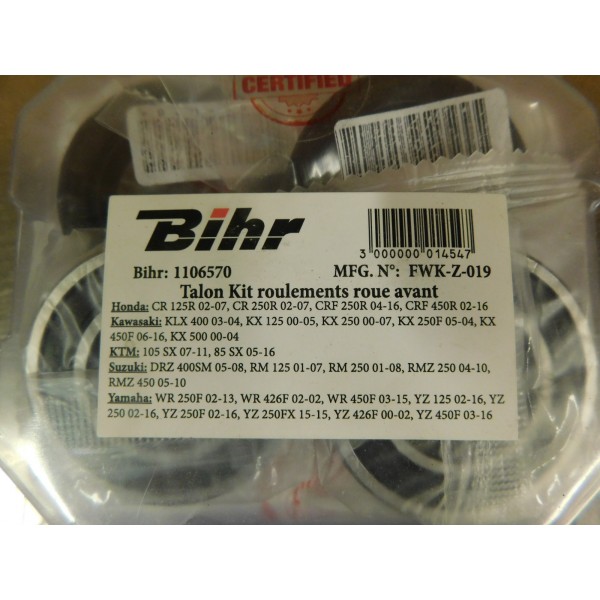 CERTIFIED
Bihr
3 000000 014547
Bihr: 1106570 MFG. N°: FWK-Z-019
Talon Kit roulements roue avant
Honda: CR 125R 02-07, CR 250R 02-07, CRF 250R 04-16, CRF 450R 02-16
Kawasaki: KLX 400 03-04, KX 125 00-05, KX 250 00-07, KX 250F 05-04, KX
450F 06-16, KX 500 00-04
KTM: 105 SX 07-11, 85 SX 05-16
Suzuki: DRZ 400SM 05-08, RM 125 01-07, RM 250 01-08, RMZ 250 04-10,
RMZ 450 05-10
Yamaha: WR 250F 02-13, WR 426F 02-02, WR 450F 03-15, YZ 125 02-16, YZ
250 02-16, YZ 250F 02-16, YZ 250FX 15-15, YZ 426F 00-02, YZ 450F 03-16